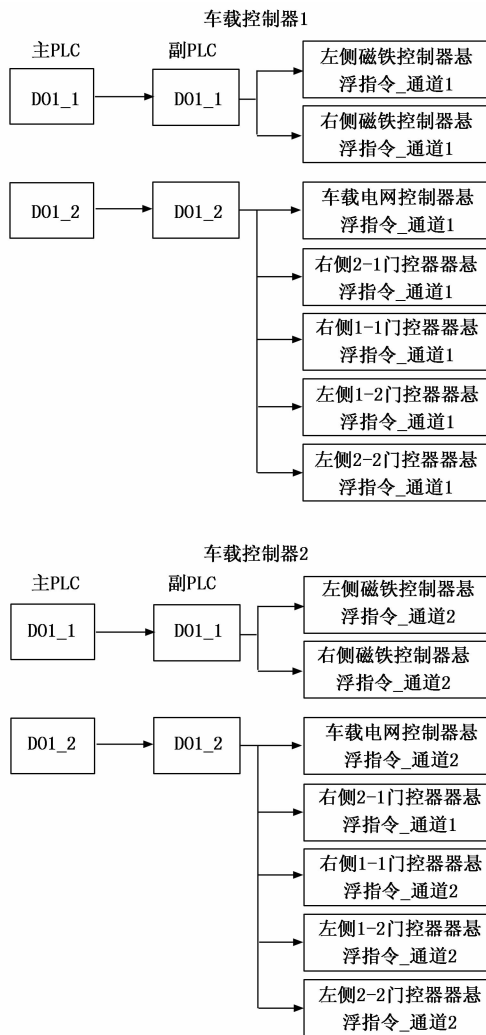 车载控制器1
主PLC
副PLC
DO1_1
DO1_1
左侧磁铁控制器悬
浮指令_通道1
右侧磁铁控制器悬
浮指令_通道1
DO1_2
DO1_2
车载电网控制器悬
浮指令_通道1
右侧2-1门控器器悬
浮指令_通道1
右侧1-1门控器器悬
浮指令_通道1
左侧1-2门控器器悬
浮指令_通道1
左侧2-2门控器器悬
浮指令_通道1
车载控制器2
主PLC
副PLC
DO1_1
DO1_1
左侧磁铁控制器悬
浮指令_通道2
右侧磁铁控制器悬
浮指令_通道2
DO1_2
DO1_2
车载电网控制器悬
浮指令_通道2
右侧2-1门控器器悬
浮指令_通道1
右侧1-1门控器器悬
浮指令_通道2
左侧1-2门控器器悬
浮指令_通道2
左侧2-2门控器器悬
浮指令_通道2